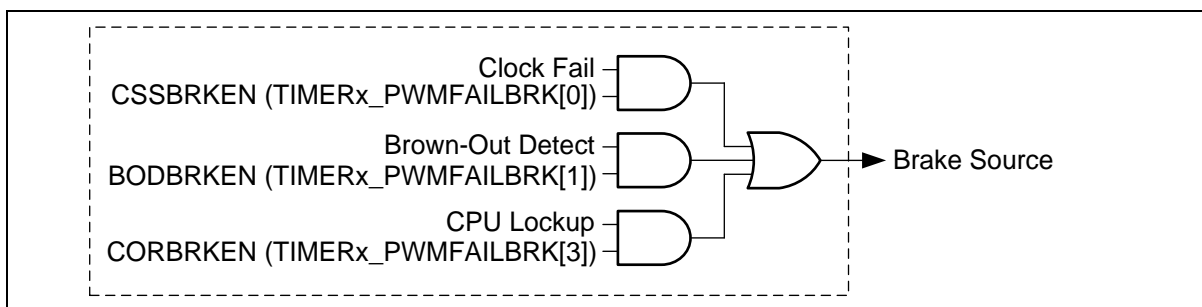 Clock Fail
CSSBRKEN (TIMERx_PWMFAILBRK[0])
Brown-Out Detect
BODBRKEN (TIMERx_PWMFAILBRK[1])
Brake Source
CPU Lockup
CORBRKEN (TIMERx_PWMFAILBRK[3])